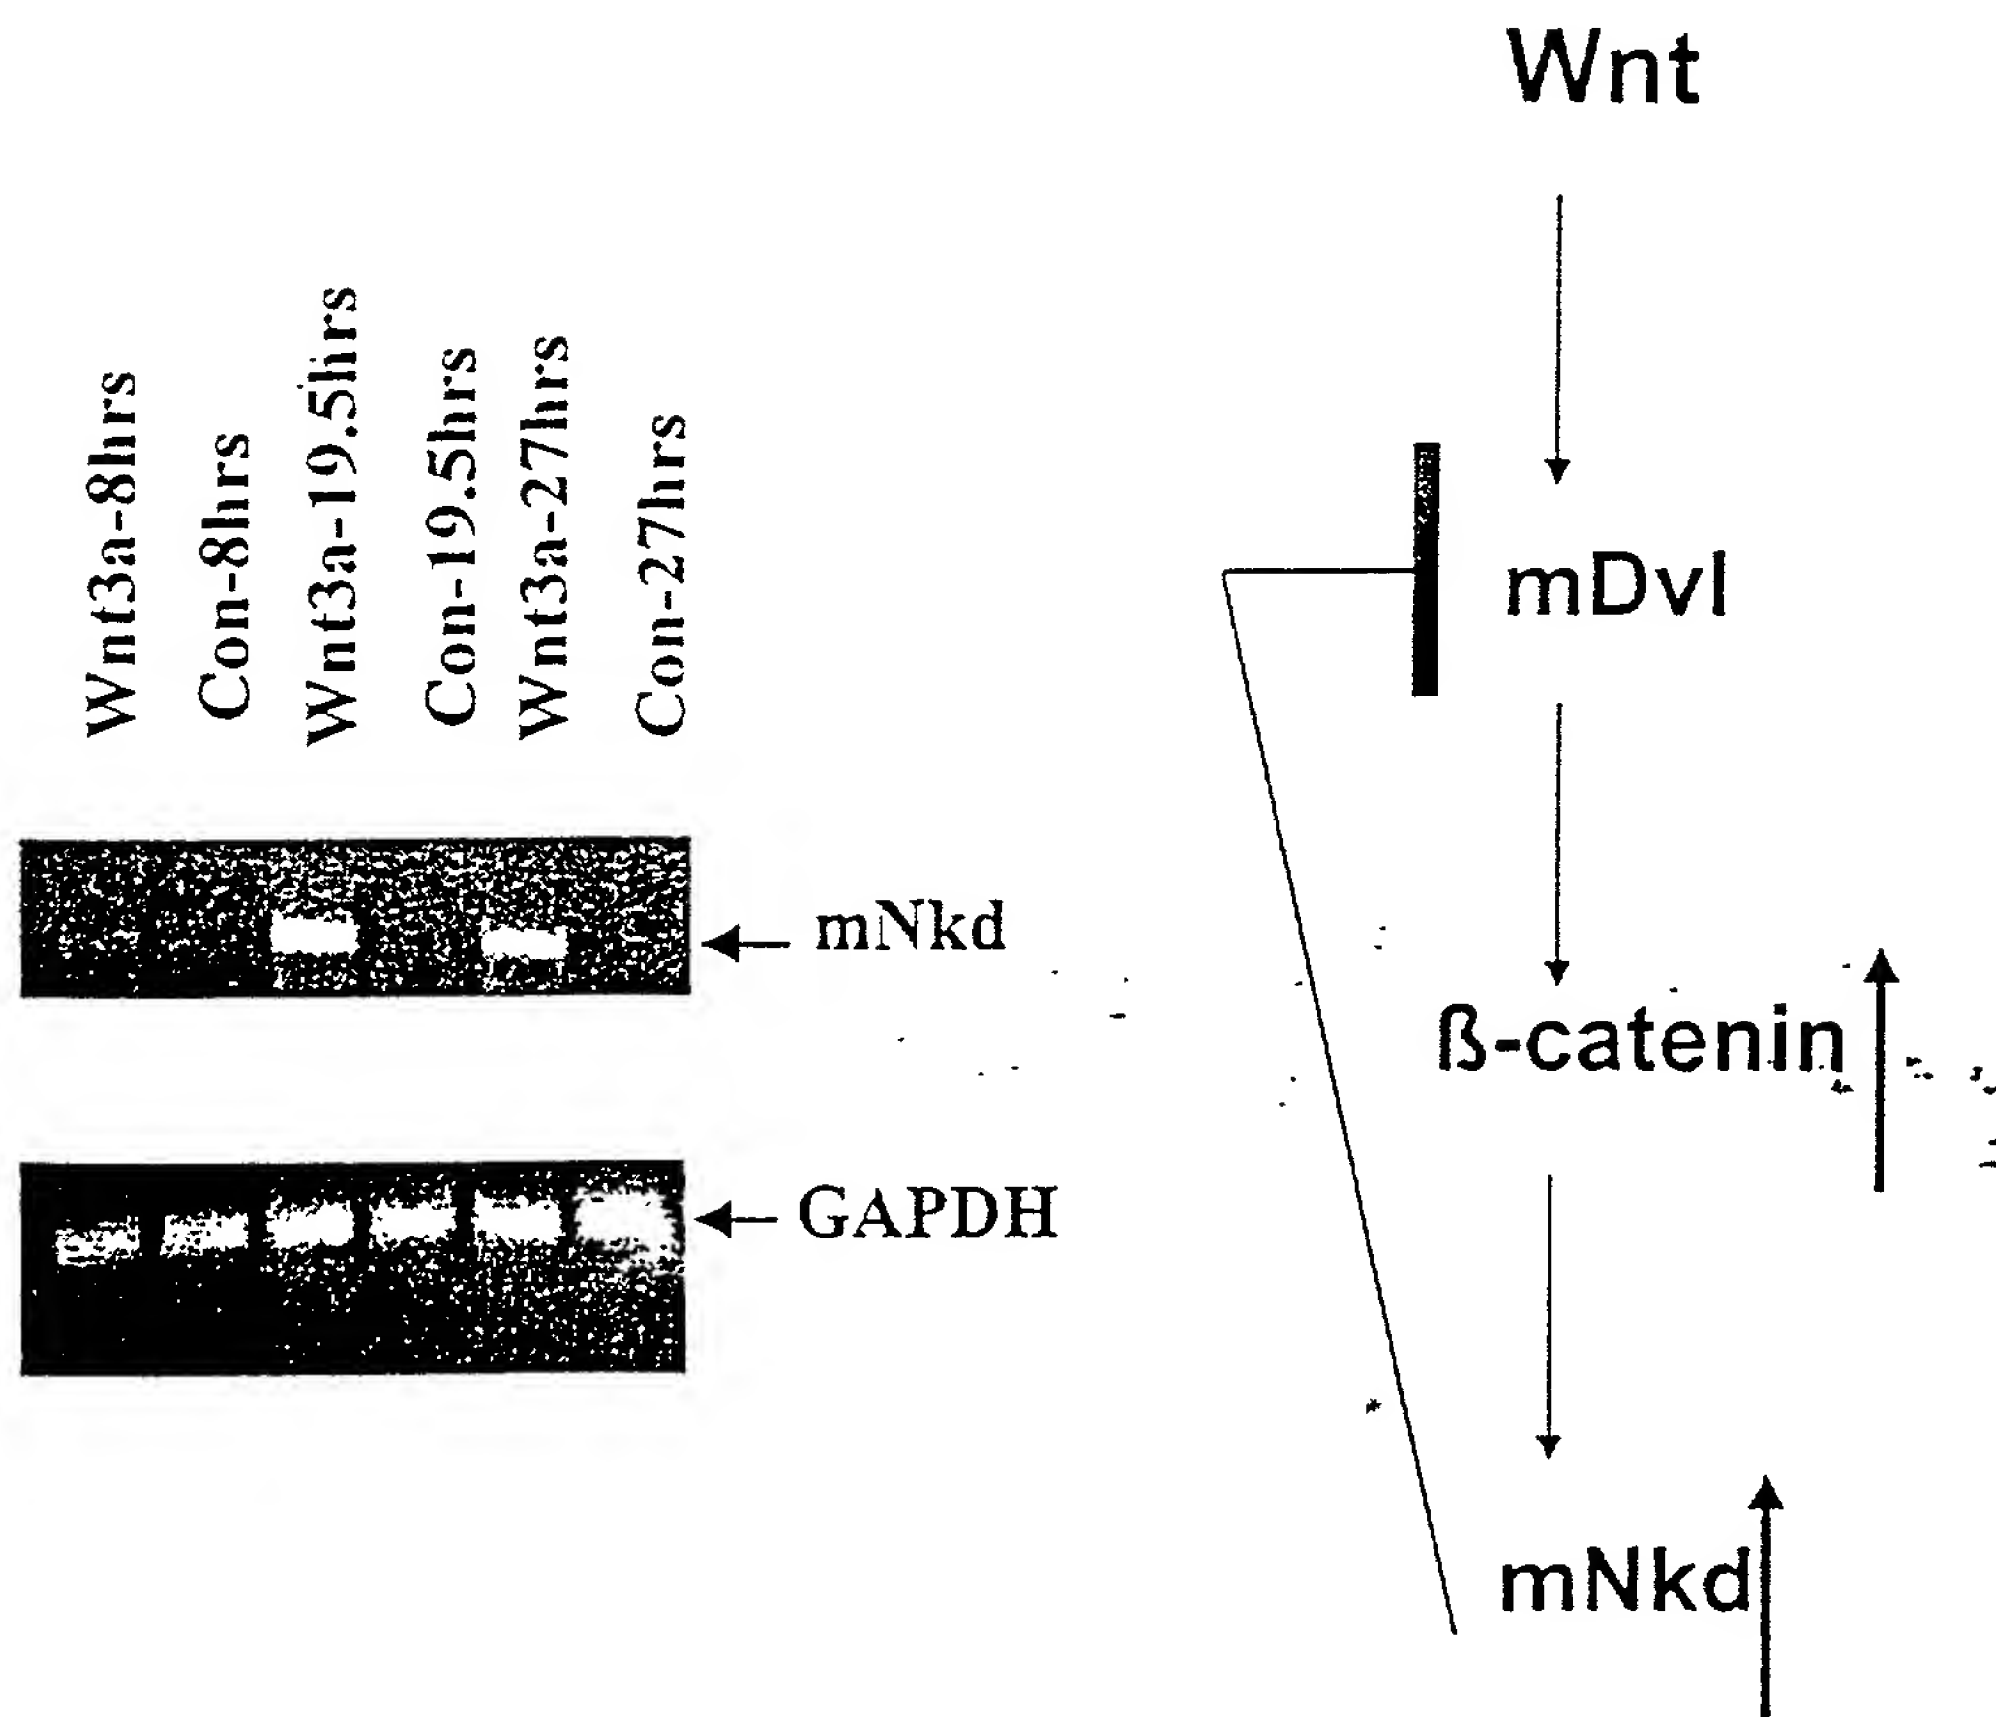 Wnt3a-8hrs
Con-8hrs
Wnt3a-19.5hrs
Con-19.5hrs
Wnt3a-27hrs
Con-27hrs
mNkd
GAPDH
Wnt
mDvl
ß-catenin
mNkd